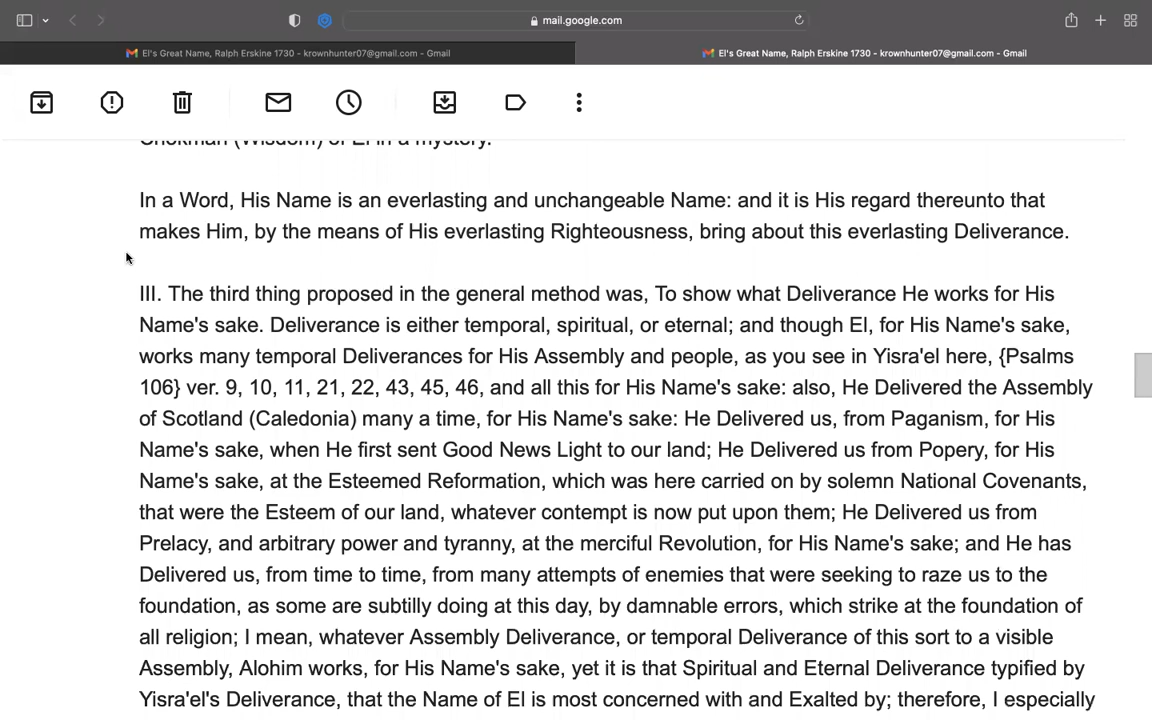 mail.google.com
El's Great Name, Ralph Erskine 1730 - krownhunter07@gmail.com - Gmail
El's Great Name, Ralph Erskine 1730 - krownhunter07@gmail.com - Gmail
Chokmah (Wisdom) of El in a mystery.
In a Word, His Name is an everlasting and unchangeable Name: and it is His regard thereunto that
makes Him, by the means of His everlasting Righteousness, bring about this everlasting Deliverance.
III. The third thing proposed in the general method was, To show what Deliverance He works for His
Name's sake. Deliverance is either temporal, spiritual, or eternal; and though El, for His Name's sake,
works many temporal Deliverances for His Assembly and people, as you see in Yisra'el here, {Psalms
106} ver. 9, 10, 11, 21, 22, 43, 45, 46, and all this for His Name's sake: also, He Delivered the Assembly
of Scotland (Caledonia) many a time, for His Name's sake: He Delivered us, from Paganism, for His
Name's sake, when He first sent Good News Light to our land; He Delivered us from Popery, for His
Name's sake, at the Esteemed Reformation, which was here carried on by solemn National Covenants,
that were the Esteem of our land, whatever contempt is now put upon them; He Delivered us from
Prelacy, and arbitrary power and tyranny, at the merciful Revolution, for His Name's sake; and He has
Delivered us, from time to time, from many attempts of enemies that were seeking to raze us to the
foundation, as some are subtilly doing at this day, by damnable errors, which strike at the foundation of
all religion; I mean, whatever Assembly Deliverance, or temporal Deliverance of this sort to a visible
Assembly, Alohim works, for His Name's sake, yet it is that Spiritual and Eternal Deliverance typified by
Yisra'el's Deliverance, that the Name of El is most concerned with and Exalted by; therefore, I especially